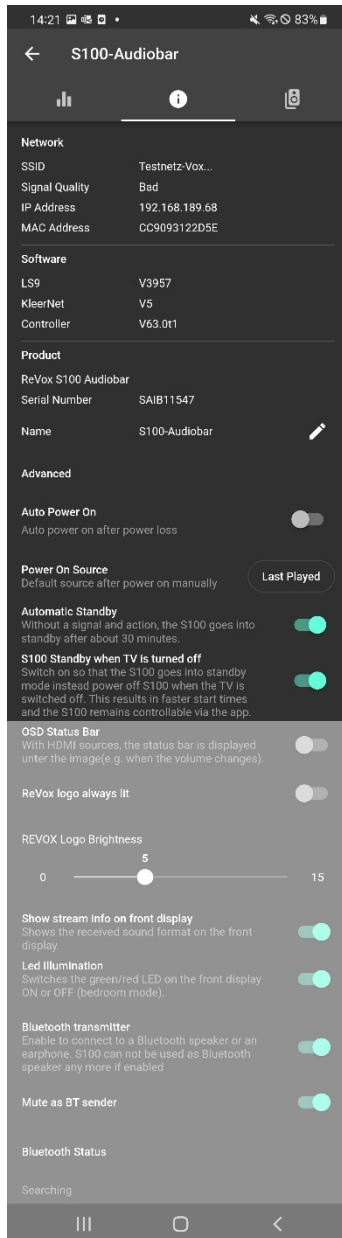 14:21 83%
S100-Audiobar
Network
SSID Testnetz-Vox...
Signal Quality Bad
IP Address 192.168.189.68
MAC Address CC9093122D5E
Software
LS9 V3957
KleerNet V5
Controller V63.0t1
Product
ReVox S100 Audiobar
Serial Number SAIB11547
Name S100-Audiobar
Advanced
Auto Power On
Auto power on after power loss
Power On Source
Default source after power on manually
Last Played
Automatic Standby
Without a signal and action, the S100 goes into
standby after about 30 minutes.
S100 Standby when TV is turned off
Switch on so that the S100 goes into standby
mode instead power off S100 when the TV is
switched off. This results in faster start times
and the S100 remains controllable via the app.
OSD Status Bar
With HDMI sources, the status bar is displayed
unter the image(e.g. when the volume changes).
ReVox logo always lit
REVOX Logo Brightness
5
0 15
Show stream info on front display
Shows the received sound format on the front
display.
Led Illumination
Switches the green/red LED on the front display
ON or OFF (bedroom mode).
Bluetooth transmitter
Enable to connect to a Bluetooth speaker or an
earphone. S100 can not be used as Bluetooth
speaker any more if enabled
Mute as BT sender
Bluetooth Status
Searching